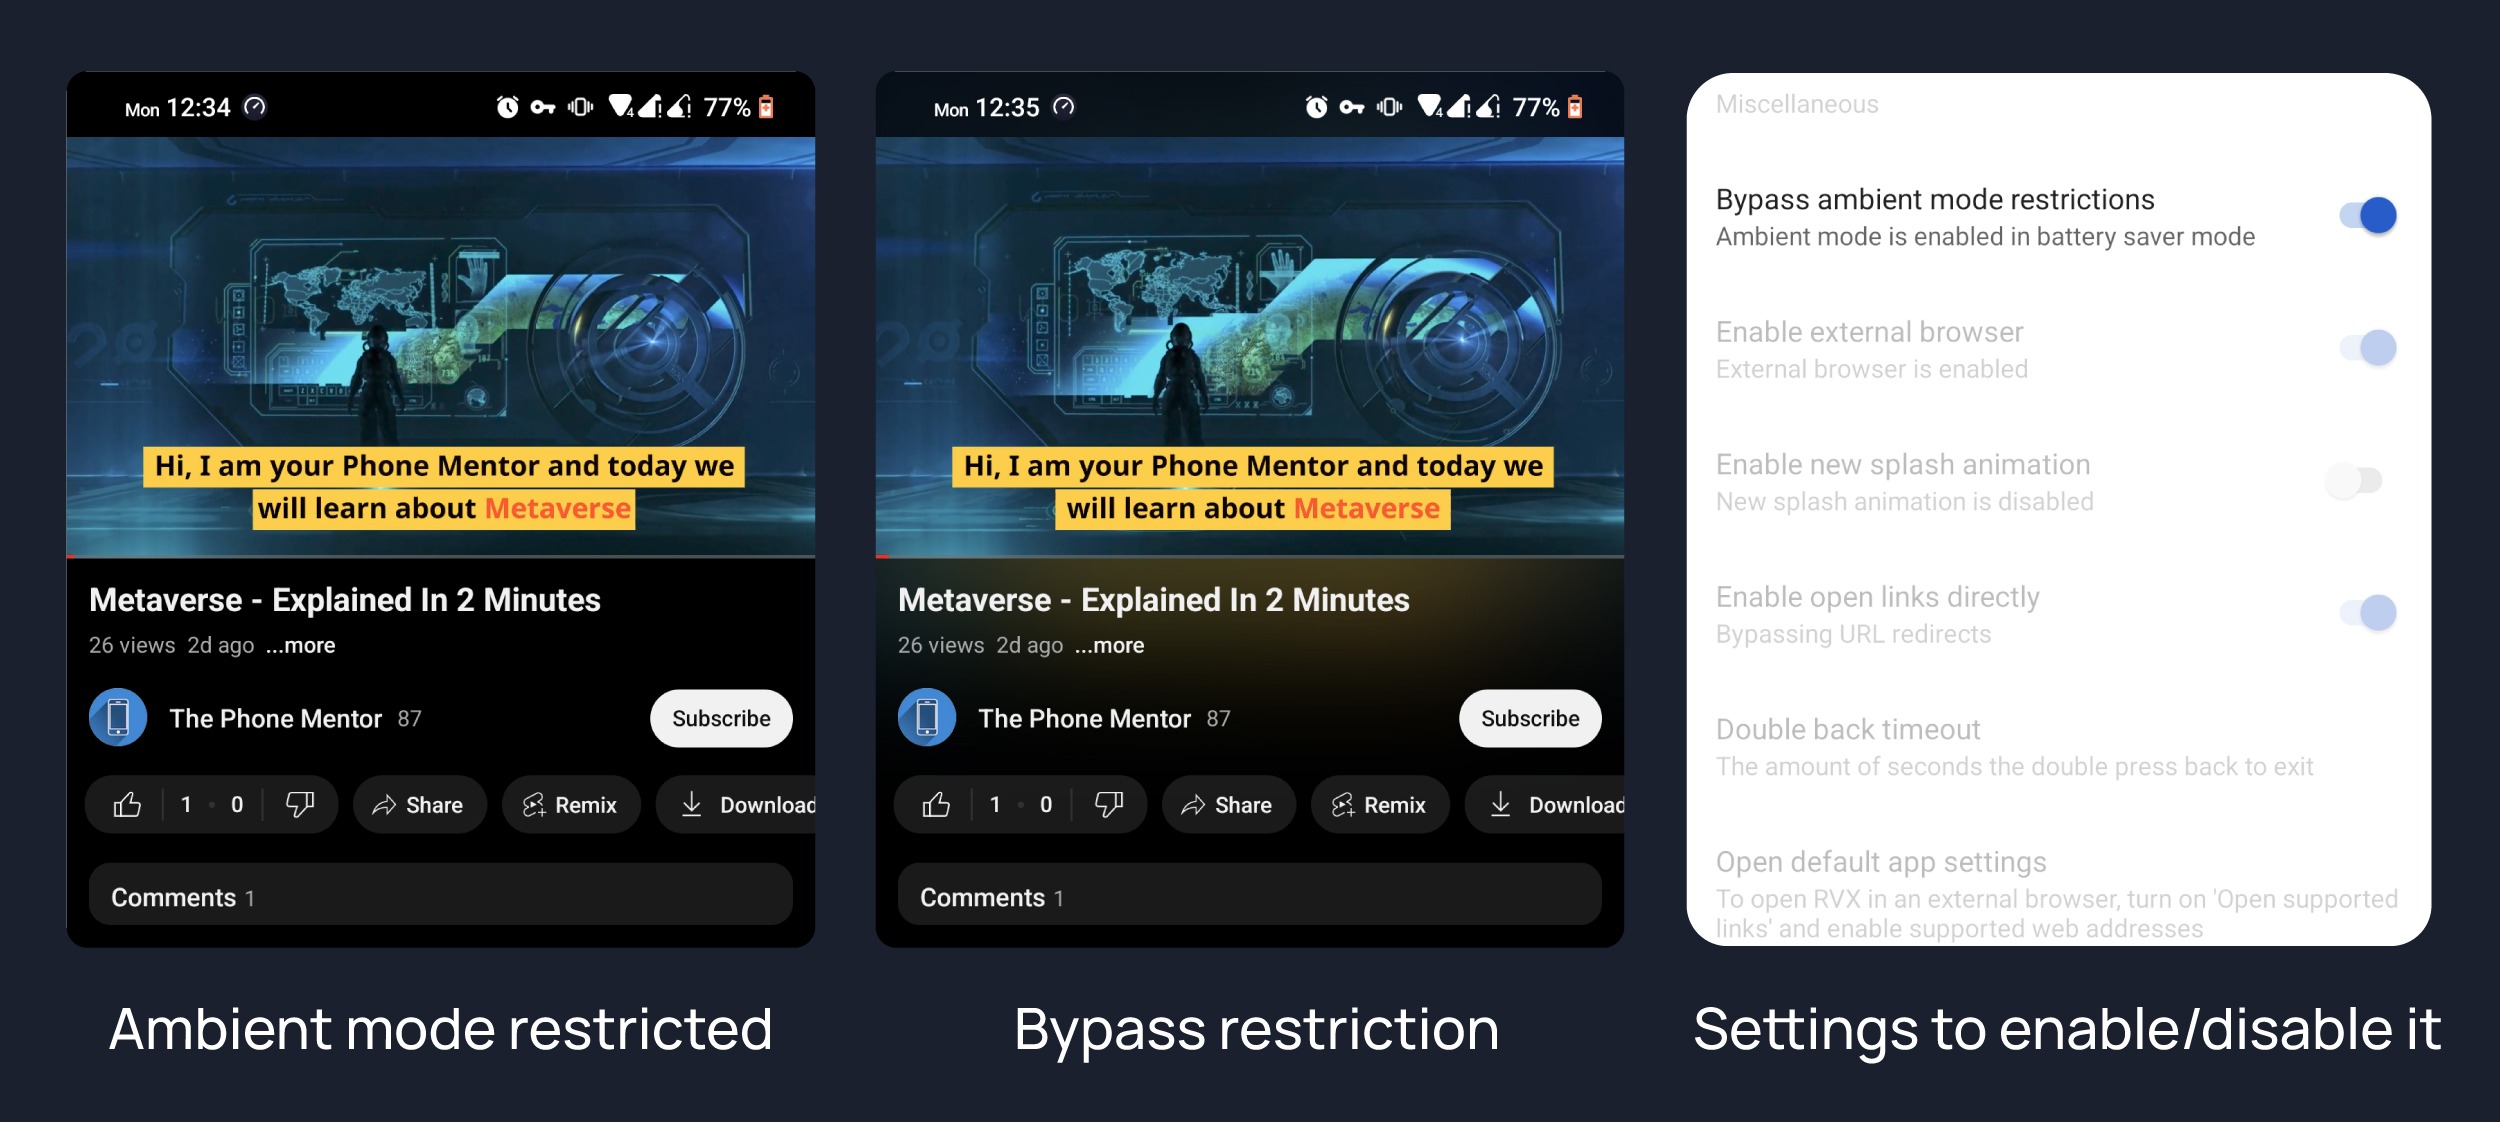 Mon 12:34
77%
Hi, I am your Phone Mentor and today we
will learn about Metaverse
Metaverse - Explained In 2 Minutes
26 views 2d ago ...more
The Phone Mentor 87
Subscribe
1 • 0
Share
Remix
Download
Comments 1
Ambient mode restricted
Mon 12:35
77%
Hi, I am your Phone Mentor and today we
will learn about Metaverse
Metaverse - Explained In 2 Minutes
26 views 2d ago ...more
The Phone Mentor 87
Subscribe
1 • 0
Share
Remix
Download
Comments 1
Bypass restriction
Miscellaneous
Bypass ambient mode restrictions
Ambient mode is enabled in battery saver mode
Enable external browser
External browser is enabled
Enable new splash animation
New splash animation is disabled
Enable open links directly
Bypassing URL redirects
Double back timeout
The amount of seconds the double press back to exit
Open default app settings
To open RVX in an external browser, turn on 'Open supported
links' and enable supported web addresses
Settings to enable/disable it